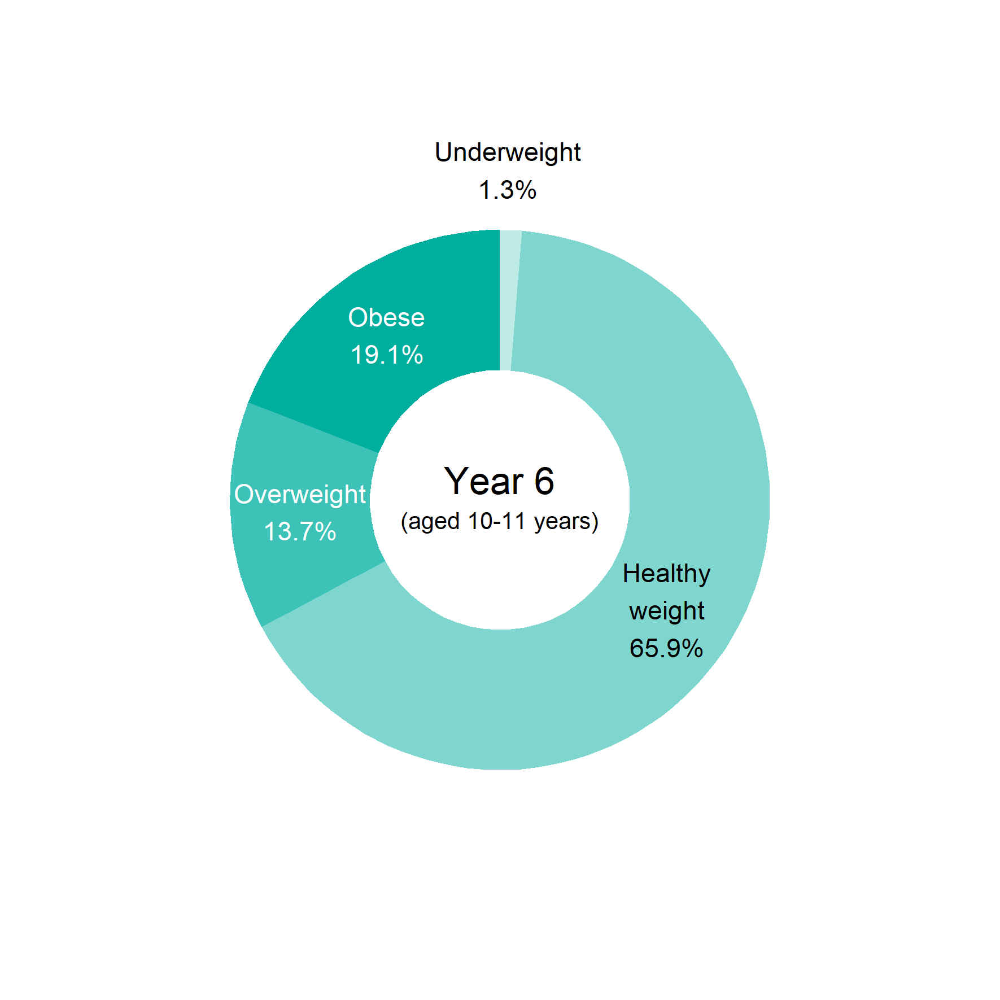 Underweight
1.3%
Obese
19.1%
Year 6
(aged 10-11 years)
Overweight
13.7%
Healthy
weight
65.9%